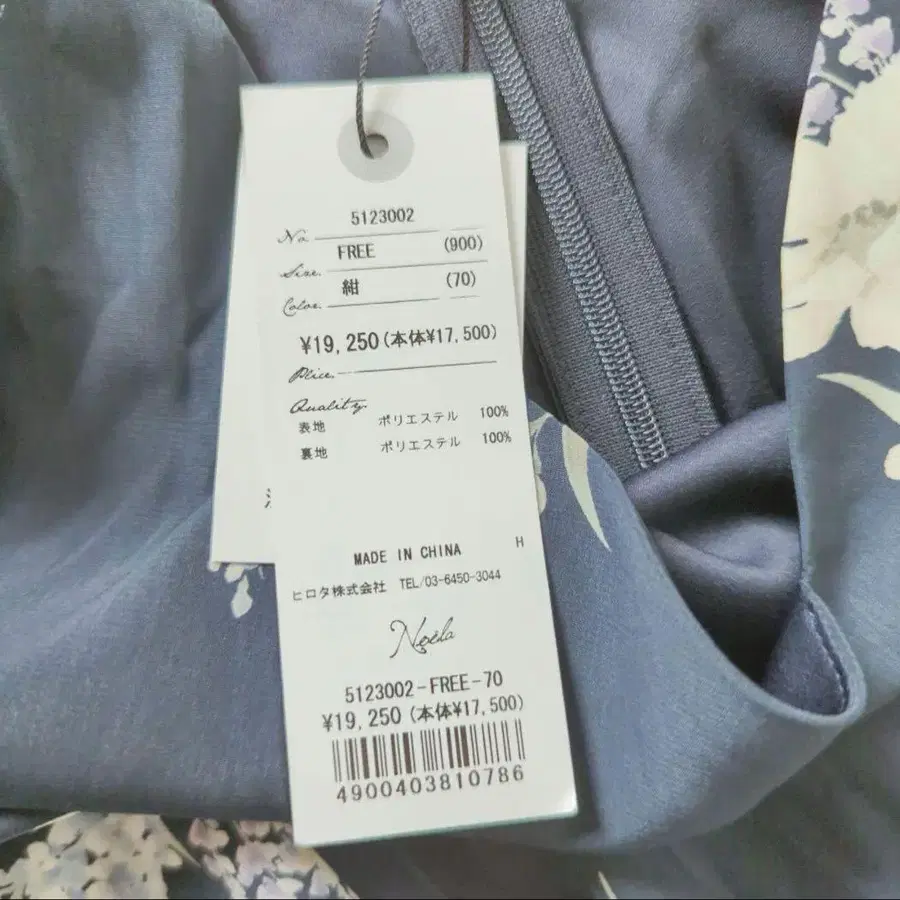 5123002
No.
FREE (900)
Size.
紺 (70)
Color.
¥19,250(本体¥17,500)
Plice.
Quality.
表地 ポリエステル 100%
裏地 ポリエステル 100%
MADE IN CHINA H
ヒロタ株式会社 TEL/03-6450-3044
Noela
5123002-FREE-70
¥19,250(本体¥17,500)
4900403810786